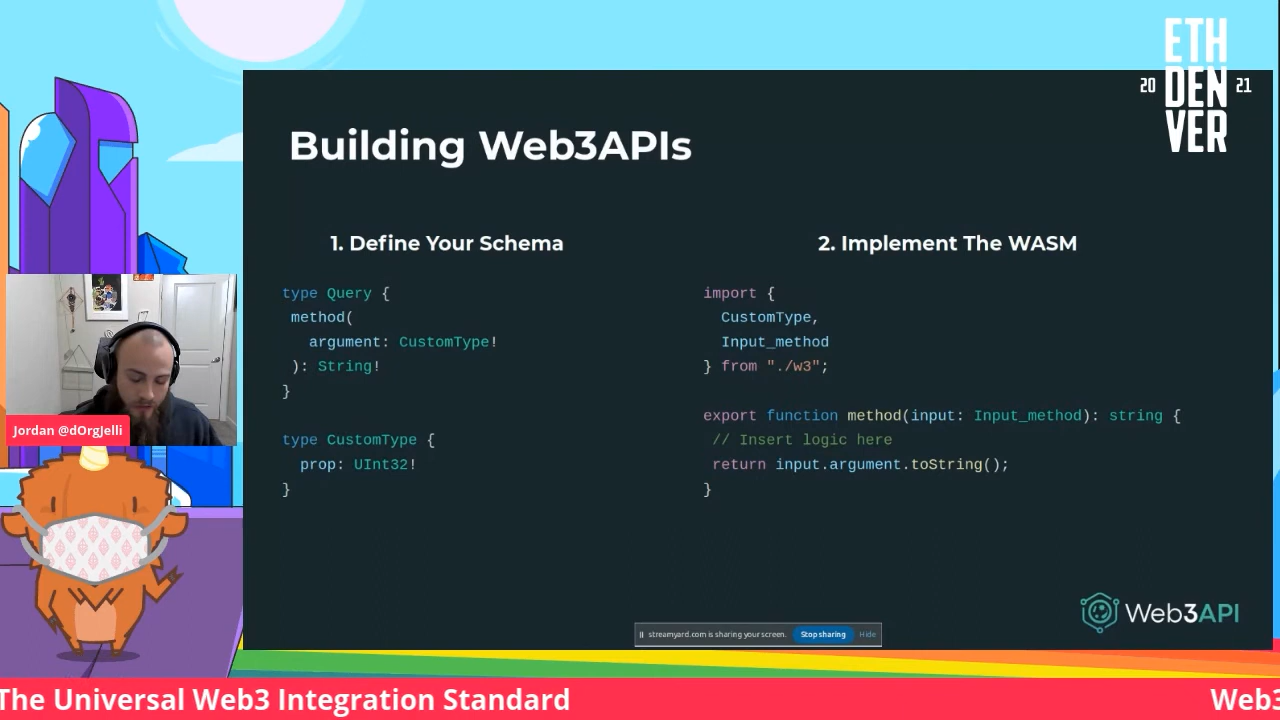 ETH
20 DEN 21
VER
Building Web3APIs
1. Define Your Schema
type Query {
method(
argument: CustomType!
): String!
}
type CustomType {
prop: UInt32!
}
2. Implement The WASM
import {
CustomType,
Input_method
} from "./w3";
export function method(input: Input_method): string {
// Insert logic here
return input.argument.toString();
}
Jordan @dOrgJelli
Web3API
streamyard.com is sharing your screen. Stop sharing Hide
The Universal Web3 Integration Standard
Web3